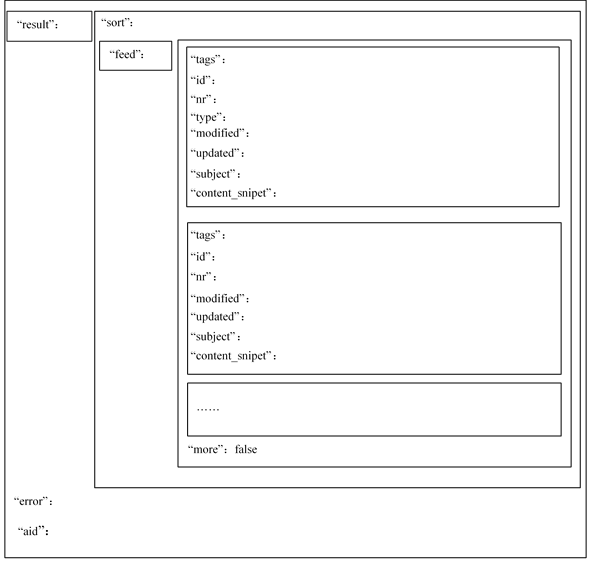 “result”：
“sort”：
“feed”：
“tags”：
“id”：
“nr”：
“type”：
“modified”：
“updated”：
“subject”：
“content_snipet”：
“tags”：
“id”：
“nr”：
“modified”：
“updated”：
“subject”：
“content_snipet”：
……
“more”：false
“error”：
“aid”：